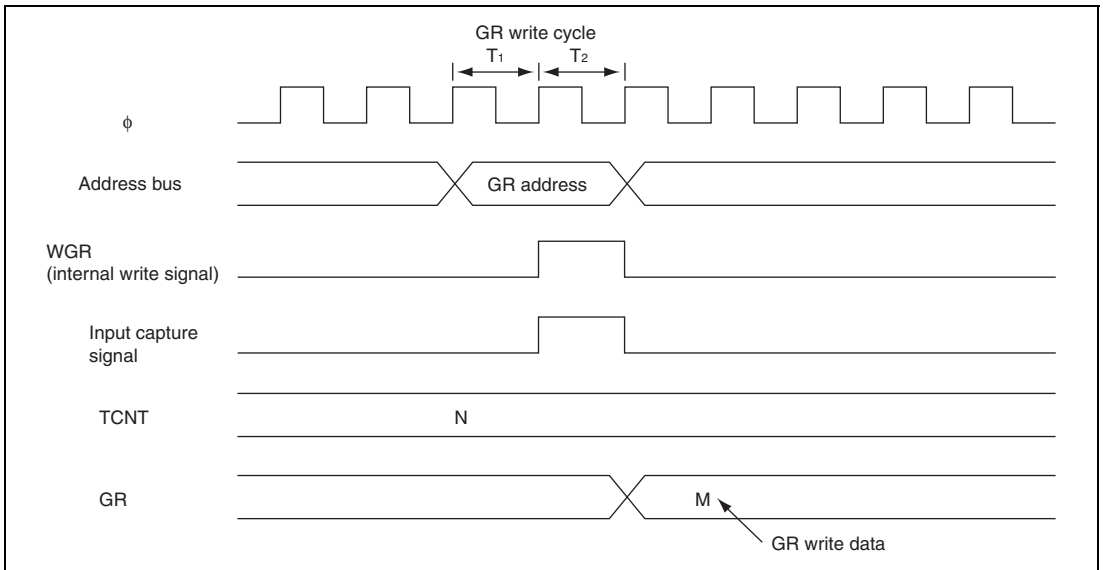 GR write cycle
T1 T2
ϕ
Address bus
GR address
WGR
(internal write signal)
Input capture
signal
TCNT
N
GR
M
GR write data